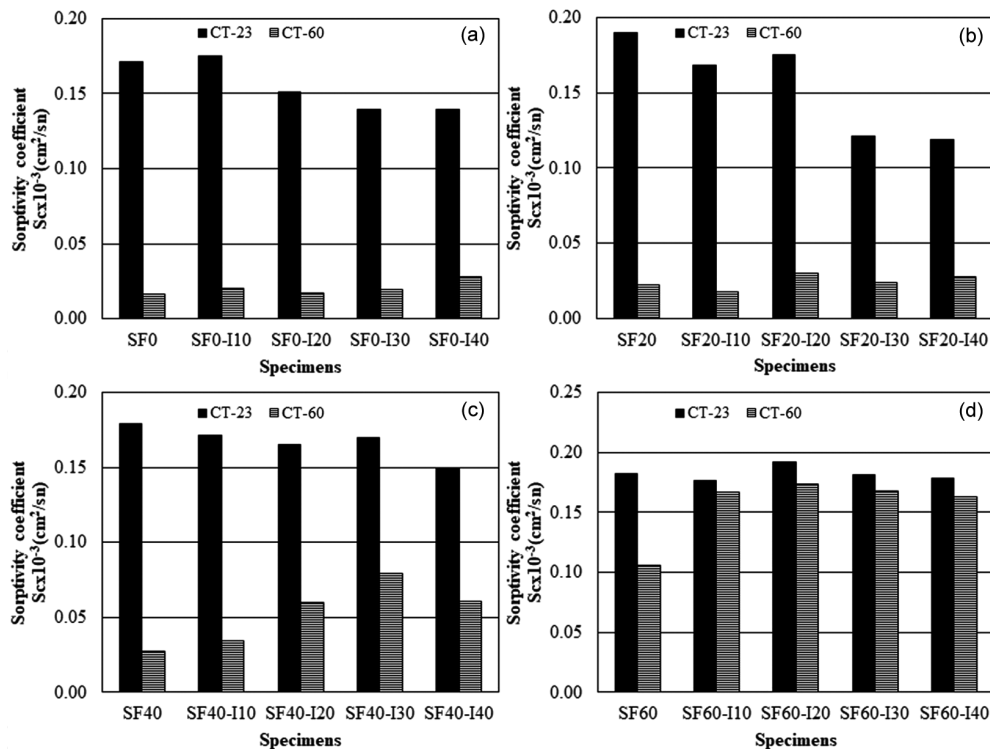 (a)
CT-23 CT-60
Sorptivity coefficient
Scx10⁻³(cm²/sn)
0.20
0.15
0.10
0.05
0.00
SF0 SF0-I10 SF0-I20 SF0-I30 SF0-I40
Specimens
(b)
CT-23 CT-60
Sorptivity coefficient
Scx10⁻³(cm²/sn)
0.20
0.15
0.10
0.05
0.00
SF20 SF20-I10 SF20-I20 SF20-I30 SF20-I40
Specimens
(c)
CT-23 CT-60
Sorptivity coefficient
Scx10⁻³(cm²/sn)
0.20
0.15
0.10
0.05
0.00
SF40 SF40-I10 SF40-I20 SF40-I30 SF40-I40
Specimens
(d)
CT-23 CT-60
Sorptivity coefficient
Scx10⁻³(cm²/sn)
0.25
0.20
0.15
0.10
0.05
0.00
SF60 SF60-I10 SF60-I20 SF60-I30 SF60-I40
Specimens